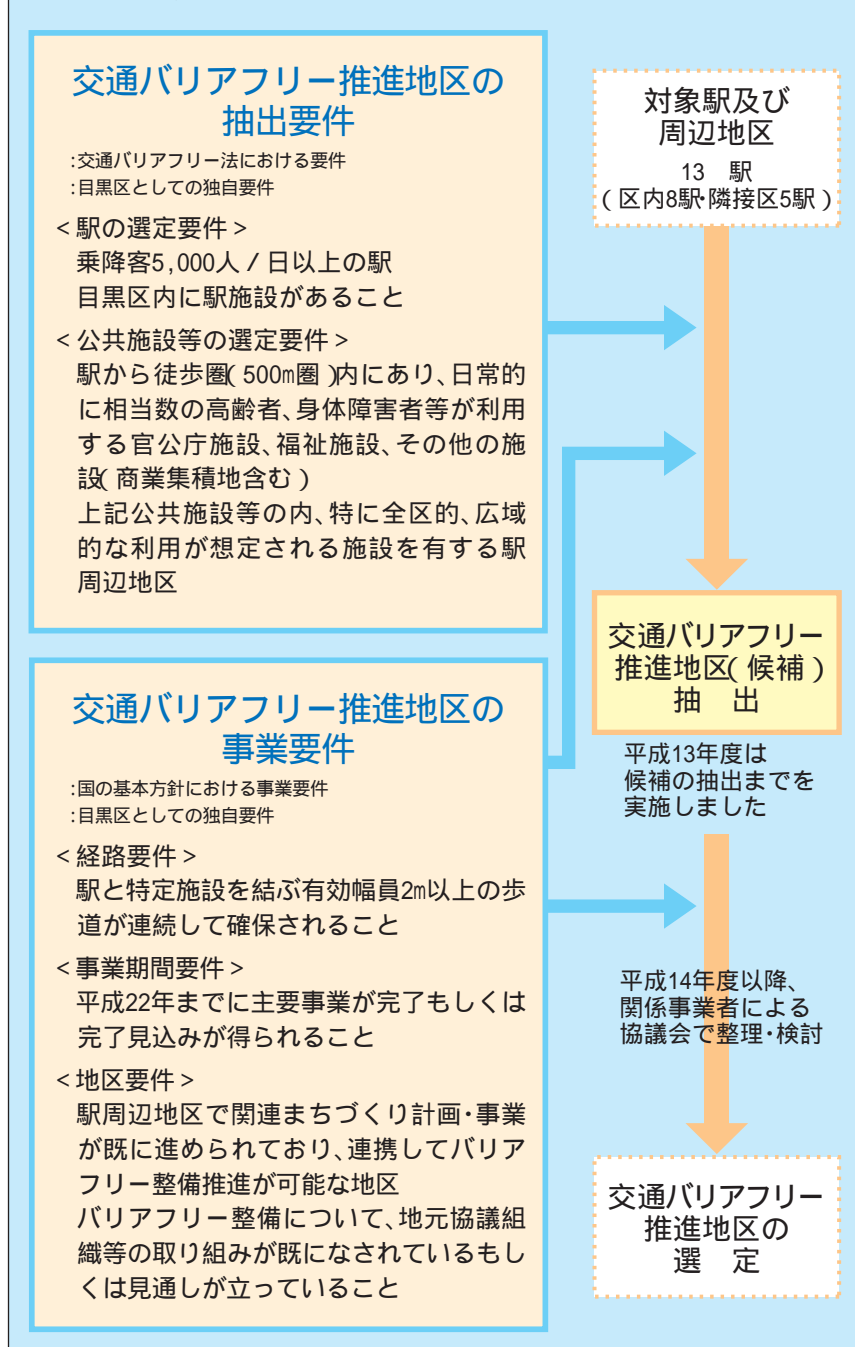 交通バリアフリー推進地区の
抽出要件
:交通バリアフリー法における要件
:目黒区としての独自要件
<駅の選定要件>
乗降客5,000人/日以上の駅
目黒区内に駅施設があること
<公共施設等の選定要件>
駅から徒歩圏(500m圏)内にあり、日常的
に相当数の高齢者、身体障害者等が利用
する官公庁施設、福祉施設、その他の施
設(商業集積地含む)
上記公共施設等の内、特に全区的、広域
的な利用が想定される施設を有する駅
周辺地区
交通バリアフリー推進地区の
事業要件
:国の基本方針における事業要件
:目黒区としての独自要件
<経路要件>
駅と特定施設を結ぶ有効幅員2m以上の歩
道が連続して確保されること
<事業期間要件>
平成22年までに主要事業が完了もしくは
完了見込みが得られること
<地区要件>
駅周辺地区で関連まちづくり計画・事業
が既に進められており、連携してバリア
フリー整備推進が可能な地区
バリアフリー整備について、地元協議組
織等の取り組みが既になされているもし
くは見通しが立っていること
対象駅及び
周辺地区
13 駅
(区内8駅・隣接区5駅)
交通バリアフリー
推進地区(候補)
抽 出
平成13年度は
候補の抽出までを
実施しました
平成14年度以降、
関係事業者による
協議会で整理・検討
交通バリアフリー
推進地区の
選 定